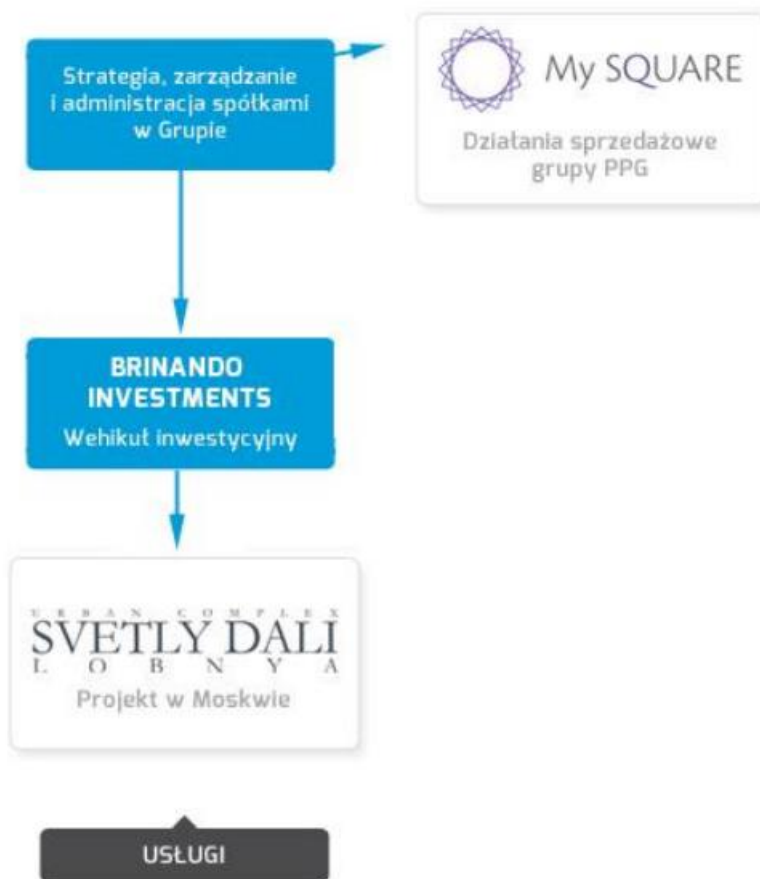 Strategia, zarządzanie
i administracja spółkami
w Grupie
My SQUARE
Działania sprzedażowe
grupy PPG
BRINANDO
INVESTMENTS
Wehikuł inwestycyjny
URBAN COMPLEX
SVETLY DALI
LOBNYA
Projekt w Moskwie
USŁUGI